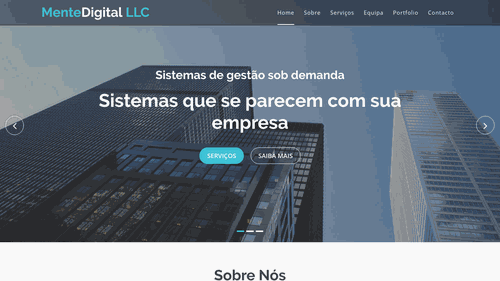 MenteDigital LLC
Home Sobre Serviços Equipa Portfolio Contacto
Sistemas de gestão sob demanda
Sistemas que se parecem com sua
empresa
SERVIÇOS SAIBA MAIS
Sobre Nós